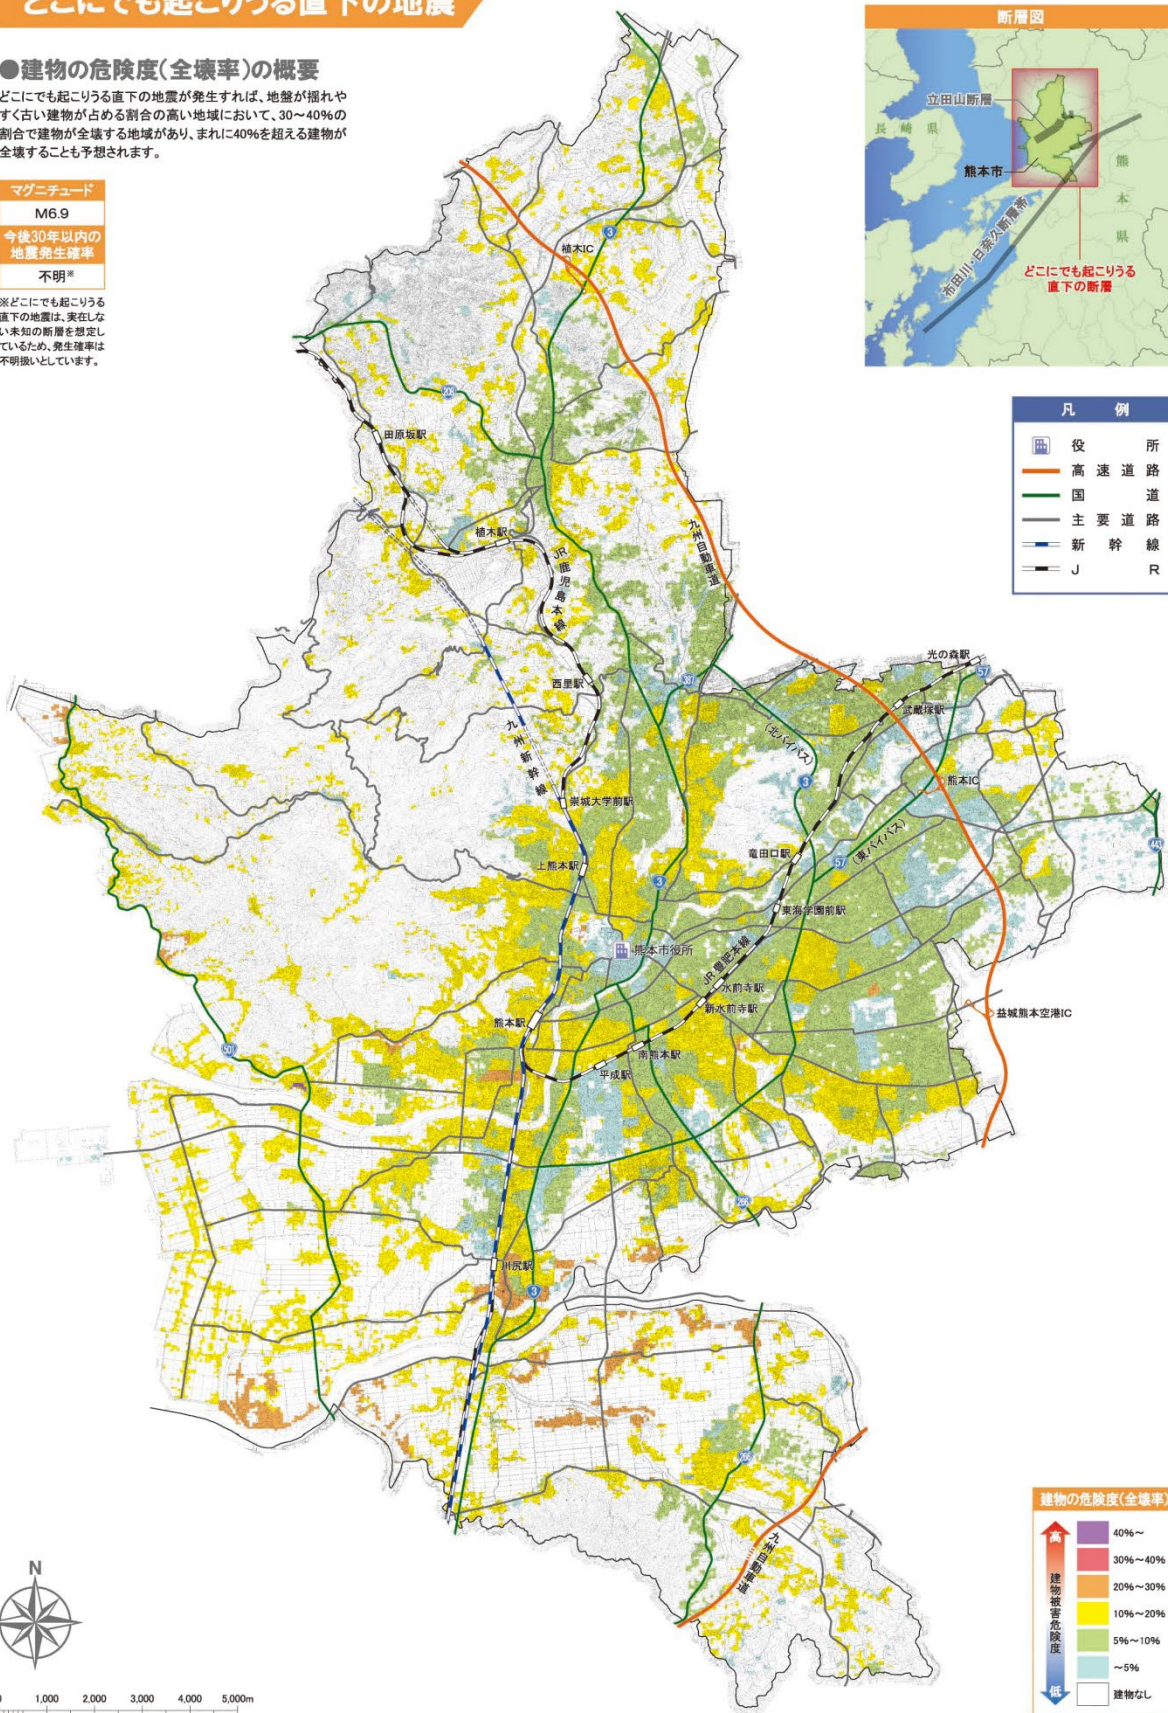 どこにでも起こりうる直下の地震
●建物の危険度(全壊率)の概要
どこにでも起こりうる直下の地震が発生すれば、地盤が揺れや
すく古い建物が占める割合の高い地域において、30〜40%の
割合で建物が全壊する地域があり、まれに40%を超える建物が
全壊することも予想されます。
マグニチュード
M6.9
今後30年以内の
地震発生確率
不明※
※どこにでも起こりうる
直下の地震は、実在しな
い未知の断層を想定し
ているため、発生確率は
不明扱いとしています。
断層図
立田山断層
長崎県
熊本市
熊本県
布田川・日奈久断層帯
どこにでも起こりうる
直下の断層
凡例
役所
高速道路
国道
主要道路
新幹線
JR
3
植木IC
208
田原坂駅
植木駅
JR鹿児島本線
九州自動車道
西里駅
387
光の森駅
57
武蔵塚駅
(北バイパス)
九州新幹線
3
熊本IC
崇城大学前駅
(東バイパス)
443
竜田口駅
57
上熊本駅
3
東海学園前駅
熊本市役所
JR豊肥本線
水前寺駅
新水前寺駅
益城熊本空港IC
熊本駅
501
南熊本駅
平成駅
266
川尻駅
3
266
九州自動車道
N
0 1,000 2,000 3,000 4,000 5,000m
建物の危険度(全壊率)
高
建物被害危険度
低
40%〜
30%〜40%
20%〜30%
10%〜20%
5%〜10%
〜5%
建物なし